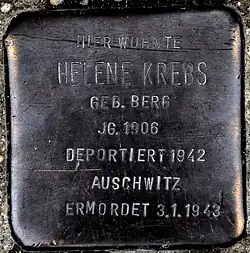 HIER WOHNTE
HELENE KREBS
GEB. BERG
JG. 1906
DEPORTIERT 1942
AUSCHWITZ
ERMORDET 3.1.1943